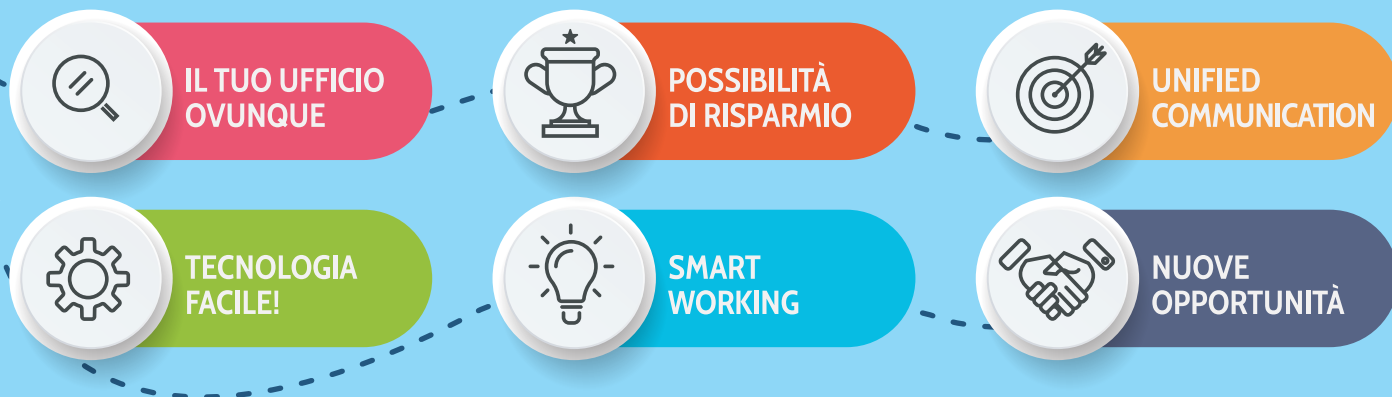 IL TUO UFFICIO
OVUNQUE
POSSIBILITÀ
DI RISPARMIO
UNIFIED
COMMUNICATION
TECNOLOGIA
FACILE!
SMART
WORKING
NUOVE
OPPORTUNITÀ